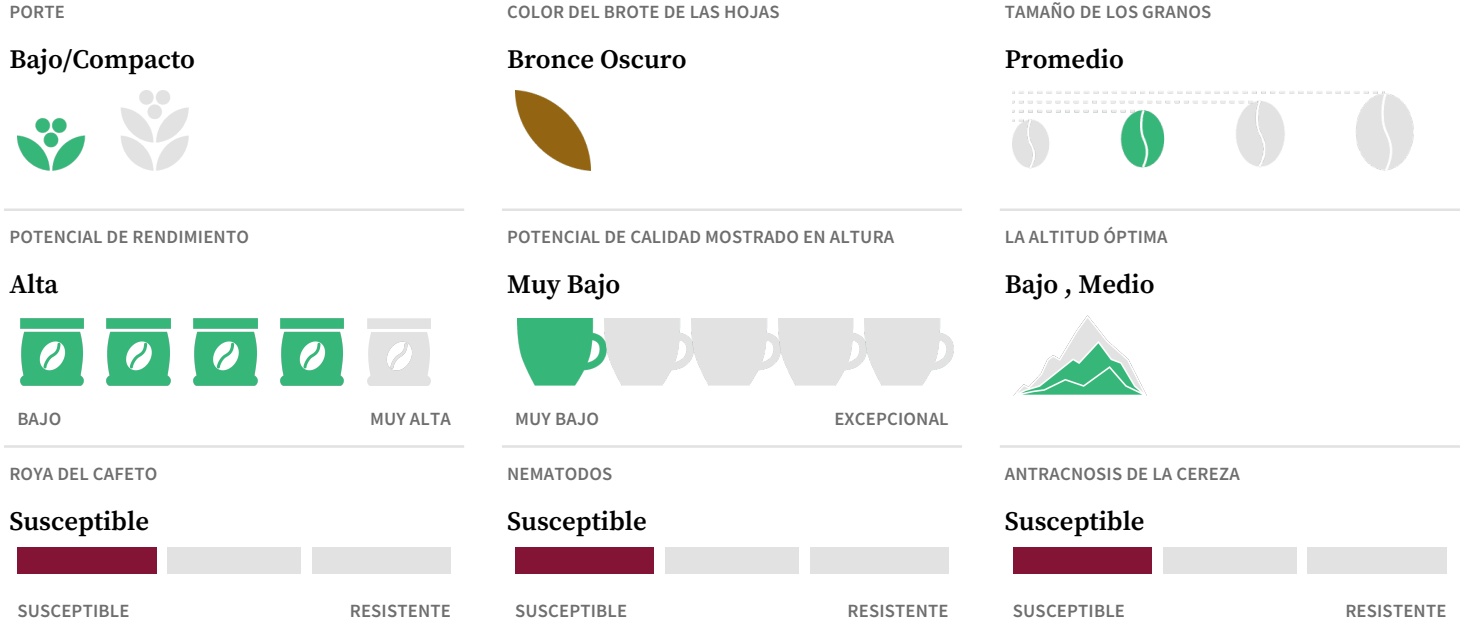 PORTE
Bajo/Compacto
COLOR DEL BROTE DE LAS HOJAS
Bronce Oscuro
TAMAÑO DE LOS GRANOS
Promedio
POTENCIAL DE RENDIMIENTO
Alta
BAJO
MUY ALTA
POTENCIAL DE CALIDAD MOSTRADO EN ALTURA
Muy Bajo
MUY BAJO
EXCEPCIONAL
LA ALTITUD ÓPTIMA
Bajo , Medio
ROYA DEL CAFETO
Susceptible
SUSCEPTIBLE
RESISTENTE
NEMATODOS
Susceptible
SUSCEPTIBLE
RESISTENTE
ANTRACNOSIS DE LA CEREZA
Susceptible
SUSCEPTIBLE
RESISTENTE